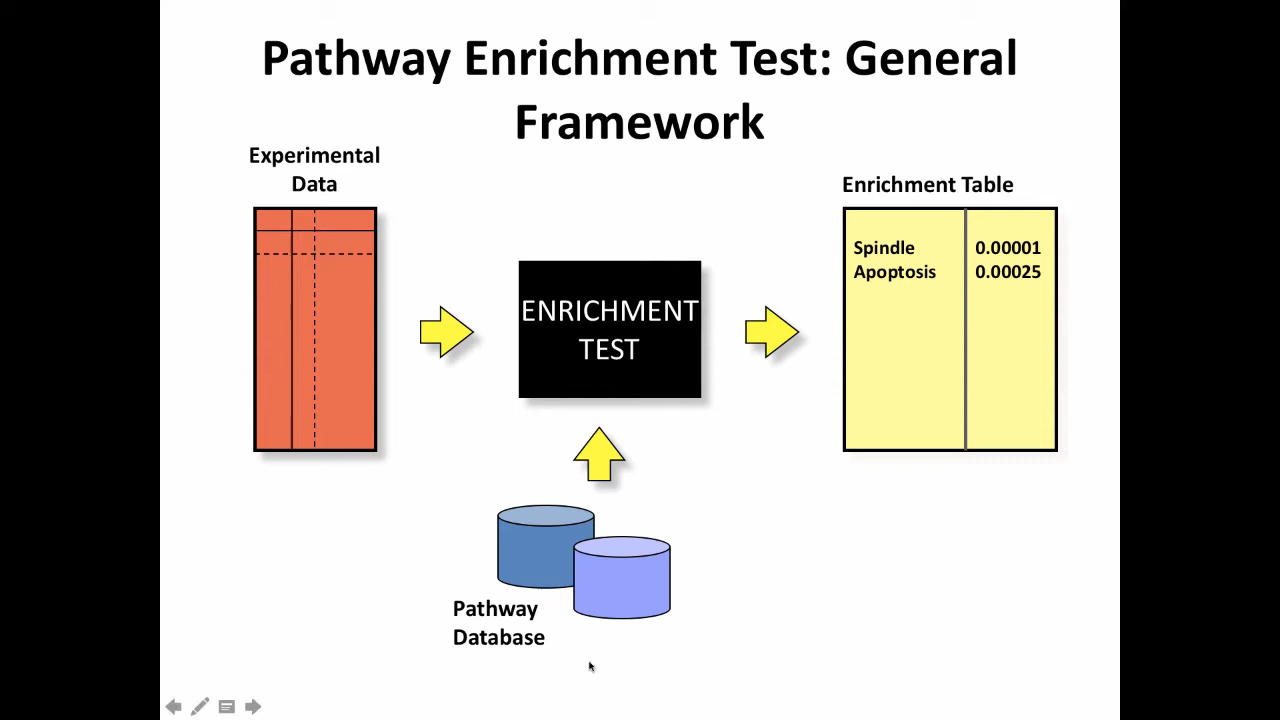 Pathway Enrichment Test: General
Framework
Experimental
Data
Enrichment Table
Spindle 0.00001
Apoptosis 0.00025
ENRICHMENT
TEST
Pathway
Database